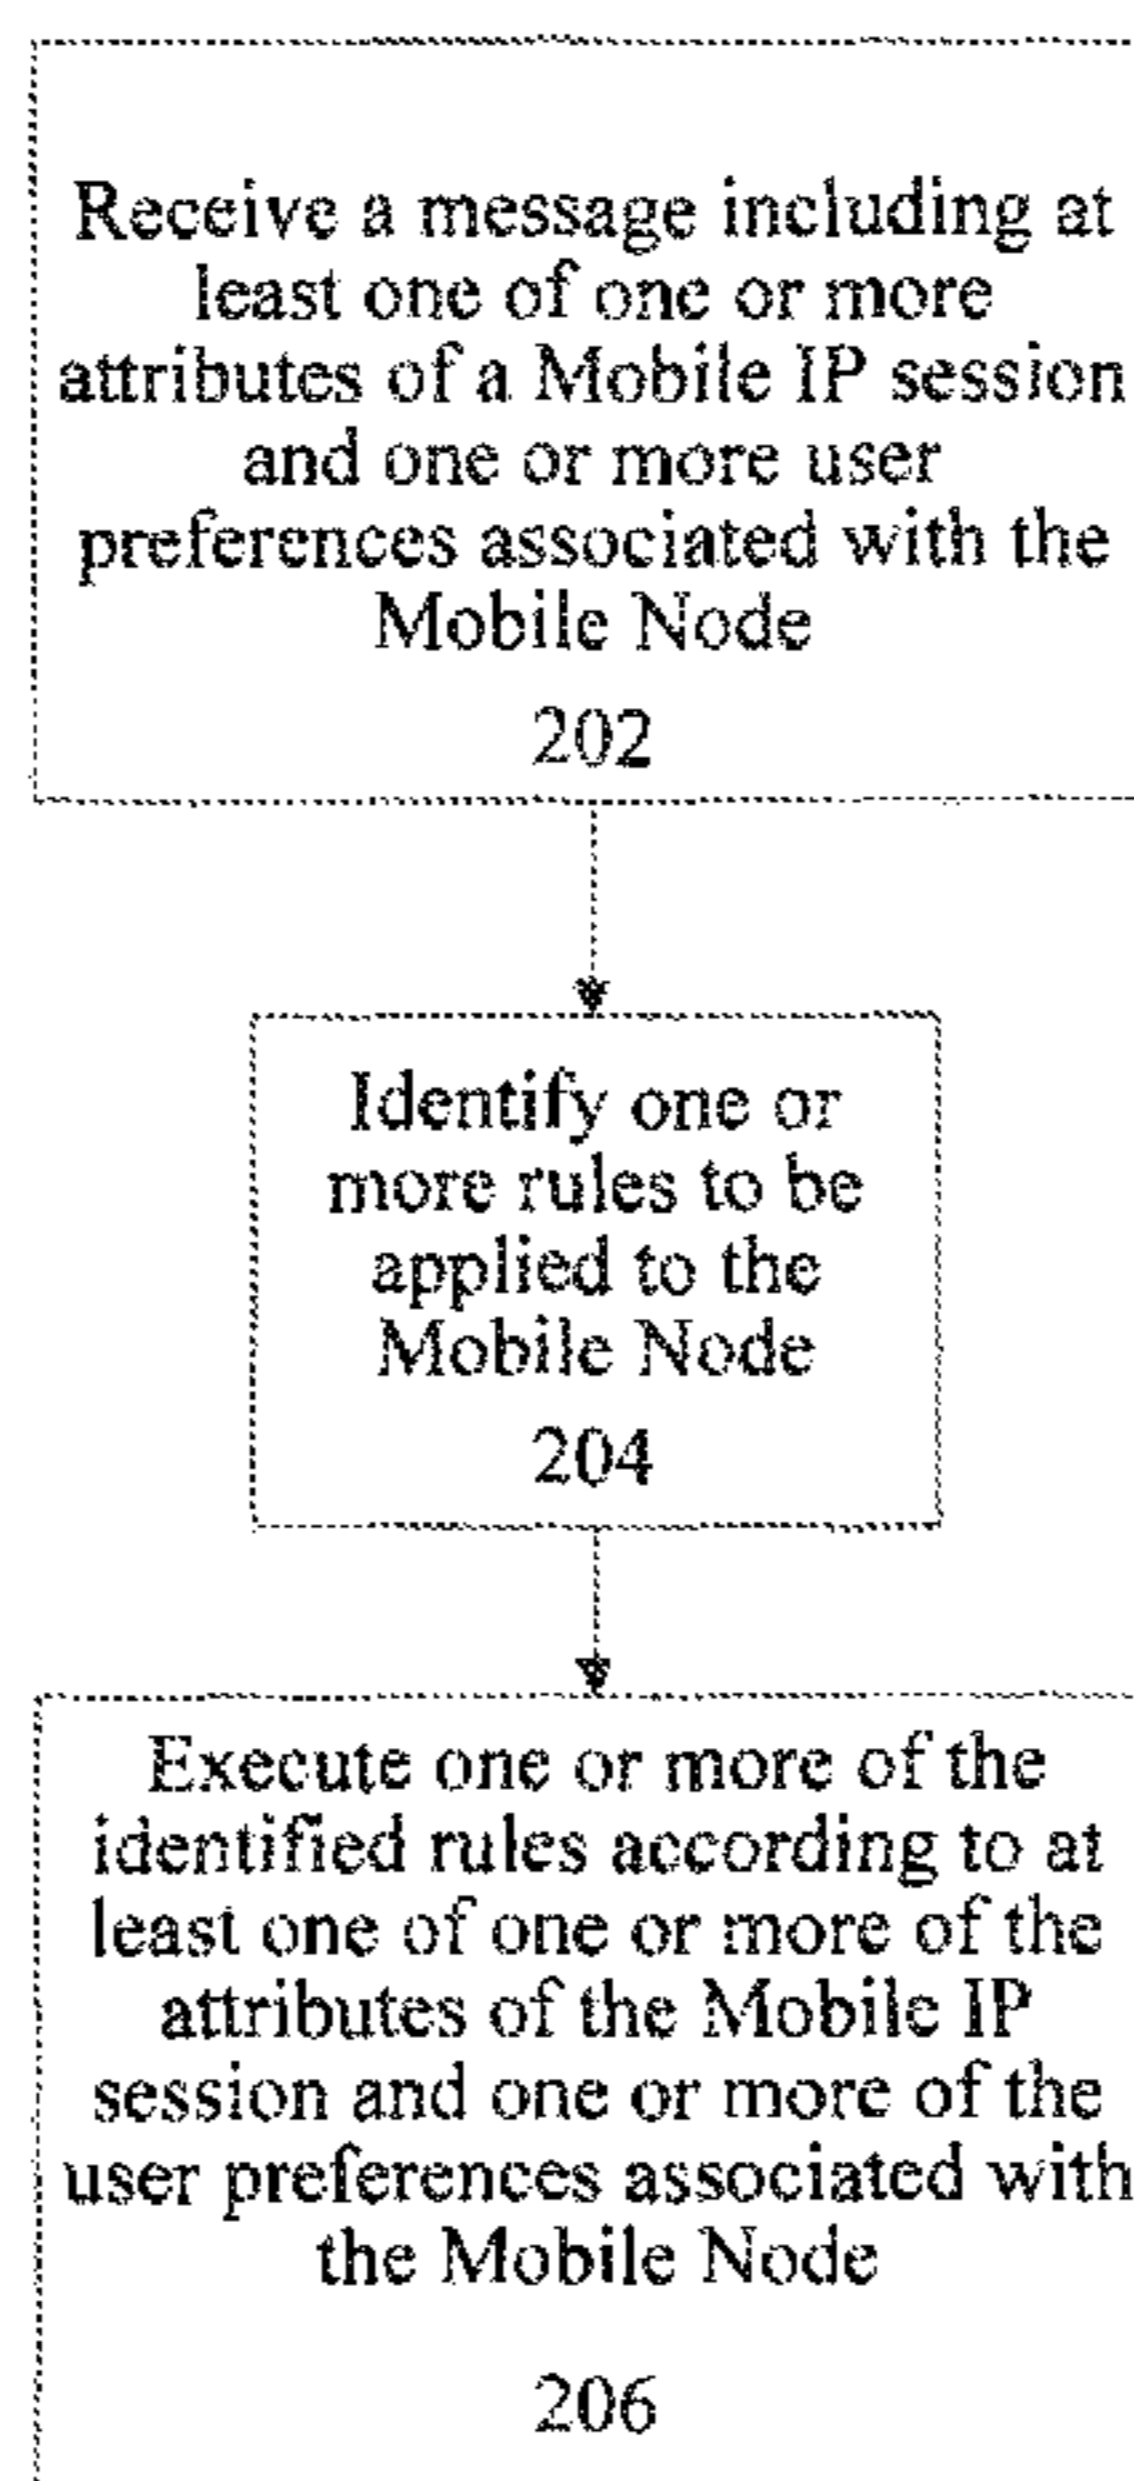 Receive a message including at
least one of one or more
attributes of a Mobile IP session
and one or more user
preferences associated with the
Mobile Node
202
Identify one or
more rules to be
applied to the
Mobile Node
204
Execute one or more of the
identified rules according to at
least one of one or more of the
attributes of the Mobile IP
session and one or more of the
user preferences associated with
the Mobile Node
206